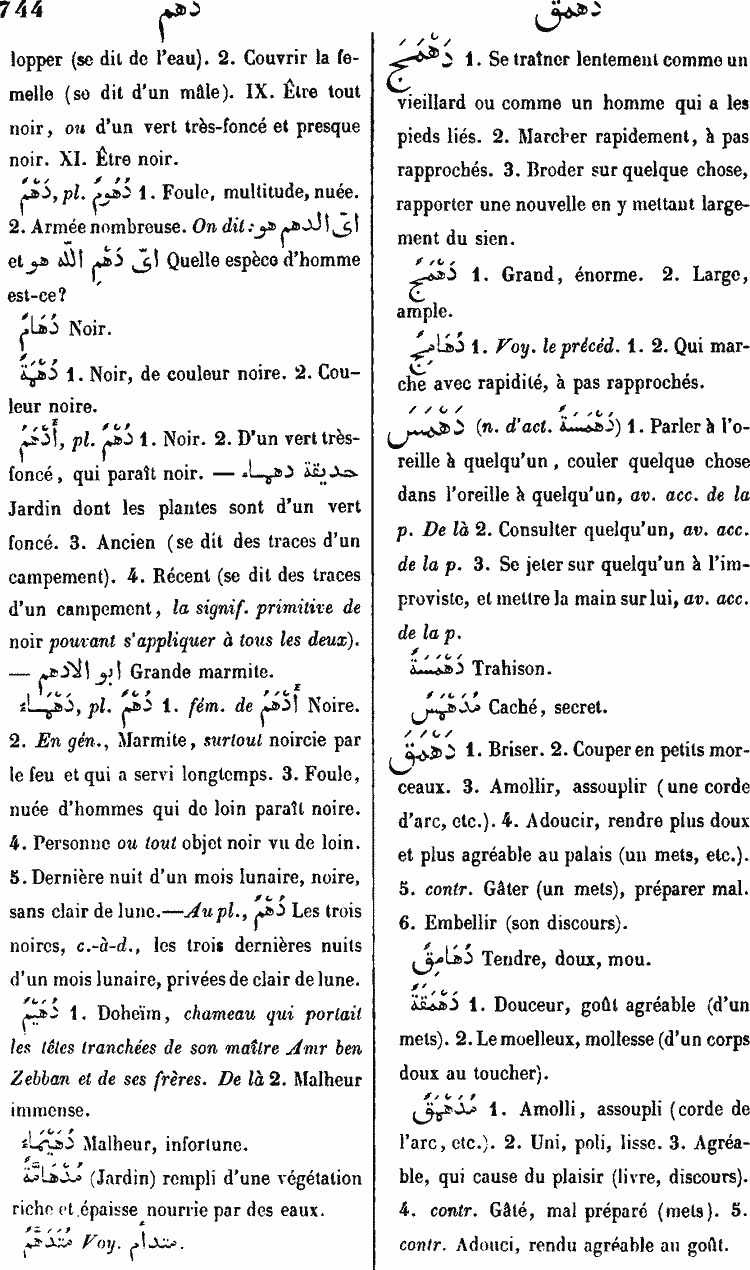 744
دهم
دهمق
lopper (se dit de l'eau). 2. Couvrir la fe-
melle (se dit d'un mâle). IX. Être tout
noir, ou d'un vert très-foncé et presque
noir. XI. Être noir.
دَهْمٌ, pl. دُهُومٌ 1. Foule, multitude, nuée.
2. Armée nombreuse. On dit: اىّ الدهم هو
et اىّ دَهْمِ اللّه هو Quelle espèce d'homme
est-ce?
دُهَامٌ Noir.
دُهْمَةٌ 1. Noir, de couleur noire. 2. Cou-
leur noire.
أَدْهَمُ, pl. دُهْمٌ 1. Noir. 2. D'un vert très-
foncé, qui paraît noir. — حديقة دهماء
Jardin dont les plantes sont d'un vert
foncé. 3. Ancien (se dit des traces d'un
campement). 4. Récent (se dit des traces
d'un campement, la signif. primitive de
noir pouvant s'appliquer à tous les deux).
— ابو الادهم Grande marmite.
دَهْمَاءُ, pl. دُهْمٌ 1. fém. de أَدْهَمُ Noire.
2. En gén., Marmite, surtout noircie par
le feu et qui a servi longtemps. 3. Foule,
nuée d'hommes qui de loin paraît noire.
4. Personne ou tout objet noir vu de loin.
5. Dernière nuit d'un mois lunaire, noire,
sans clair de lune.—Au pl., دُهْمٌ Les trois
noires, c.-à-d., les trois dernières nuits
d'un mois lunaire, privées de clair de lune.
دُهَيْمٌ 1. Doheïm, chameau qui portait
les têtes tranchées de son maître Amr ben
Zebban et de ses frères. De là 2. Malheur
immense.
دُهَيْمَاءُ Malheur, infortune.
مُدْهَامَّةٌ (Jardin) rempli d'une végétation
riche et épaisse nourrie par des eaux.
مُتَدَهَّمٌ Voy. متدأم.
دَهْمَجَ 1. Se traîner lentement comme un
vieillard ou comme un homme qui a les
pieds liés. 2. Marcher rapidement, à pas
rapprochés. 3. Broder sur quelque chose,
rapporter une nouvelle en y mettant large-
ment du sien.
دَهْمَجٌ 1. Grand, énorme. 2. Large,
ample.
دُهَامِجٌ 1. Voy. le précéd. 1. 2. Qui mar-
che avec rapidité, à pas rapprochés.
دَهْمَسَ (n. d'act. دَهْمَسَةٌ) 1. Parler à l'o-
reille à quelqu'un, couler quelque chose
dans l'oreille à quelqu'un, av. acc. de la
p. De là 2. Consulter quelqu'un, av. acc.
de la p. 3. Se jeter sur quelqu'un à l'im-
proviste, et mettre la main sur lui, av. acc.
de la p.
دَهْمَسَةٌ Trahison.
مُدَهْمَسٌ Caché, secret.
دَهْمَقَ 1. Briser. 2. Couper en petits mor-
ceaux. 3. Amollir, assouplir (une corde
d'arc, etc.). 4. Adoucir, rendre plus doux
et plus agréable au palais (un mets, etc.).
5. contr. Gâter (un mets), préparer mal.
6. Embellir (son discours).
دُهَامِقٌ Tendre, doux, mou.
دَهْمَقَةٌ 1. Douceur, goût agréable (d'un
mets). 2. Le moelleux, mollesse (d'un corps
doux au toucher).
مُدَهْمَقٌ 1. Amolli, assoupli (corde de
l'arc, etc.). 2. Uni, poli, lisse. 3. Agréa-
ble, qui cause du plaisir (livre, discours).
4. contr. Gâté, mal préparé (mets). 5.
contr. Adouci, rendu agréable au goût.